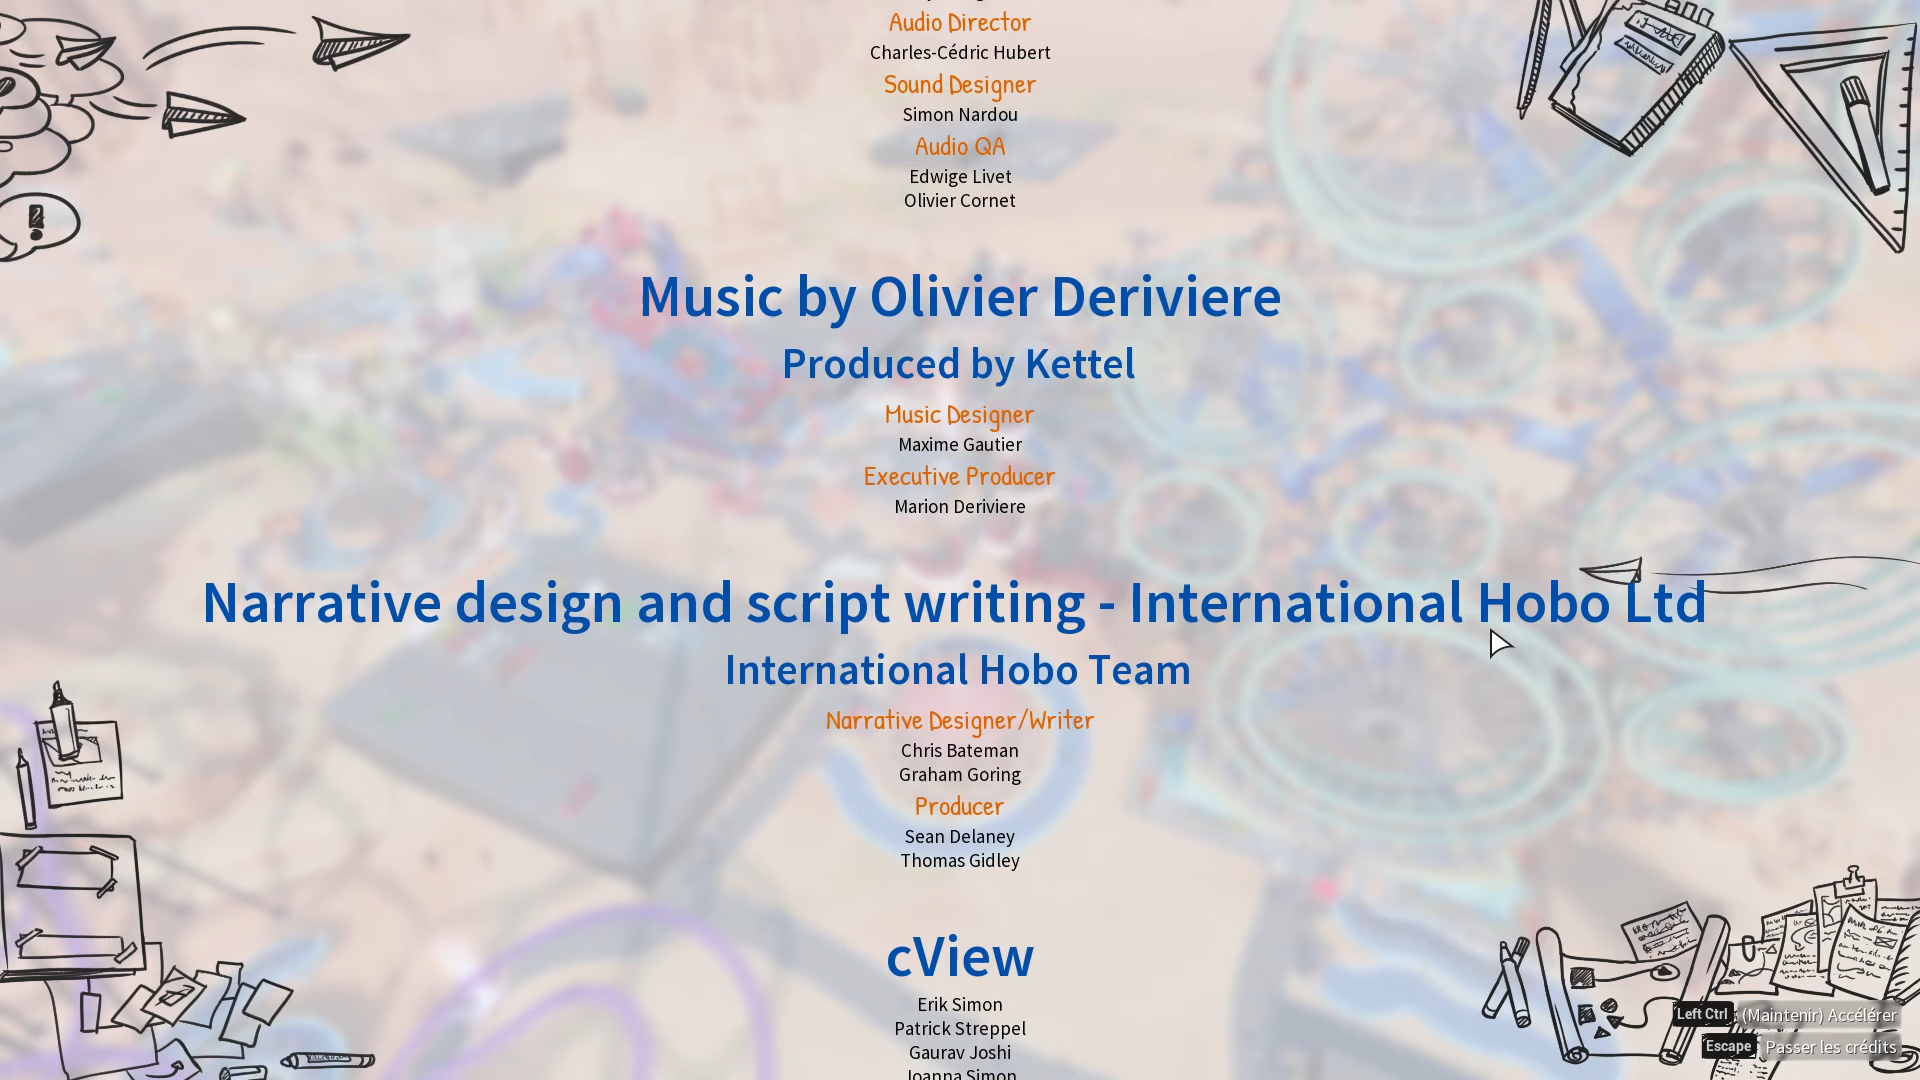 Audio Director
Charles-Cédric Hubert
Sound Designer
Simon Nardou
Audio QA
Edwige Livet
Olivier Cornet
Music by Olivier Deriviere
Produced by Kettel
Music Designer
Maxime Gautier
Executive Producer
Marion Deriviere
Narrative design and script writing - International Hobo Ltd
International Hobo Team
Narrative Designer/Writer
Chris Bateman
Graham Goring
Producer
Sean Delaney
Thomas Gidley
cView
Erik Simon
Patrick Streppel
Gaurav Joshi
Joanna Simon
Left Ctrl (Maintenir) Accélérer
Escape Passer les crédits